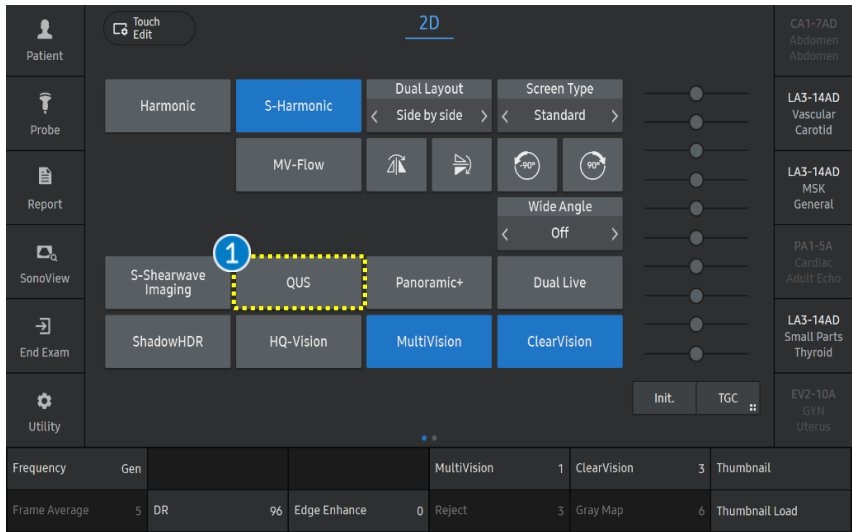 Touch
Edit
2D
Patient
Probe
Report
SonoView
End Exam
Utility
Harmonic
S-Harmonic
Dual Layout
< Side by side >
Screen Type
< Standard >
MV-Flow
-90°
90°
Wide Angle
< Off >
1
S-Shearwave
Imaging
QUS
Panoramic+
Dual Live
ShadowHDR
HQ-Vision
MultiVision
ClearVision
Init.
TGC
CA1-7AD
Abdomen
Abdomen
LA3-14AD
Vascular
Carotid
LA3-14AD
MSK
General
PA1-5A
Cardiac
Adult Echo
LA3-14AD
Small Parts
Thyroid
EV2-10A
GYN
Uterus
Frequency Gen
MultiVision 1
ClearVision 3
Thumbnail
Frame Average 5
DR 96
Edge Enhance 0
Reject 3
Gray Map 6
Thumbnail Load